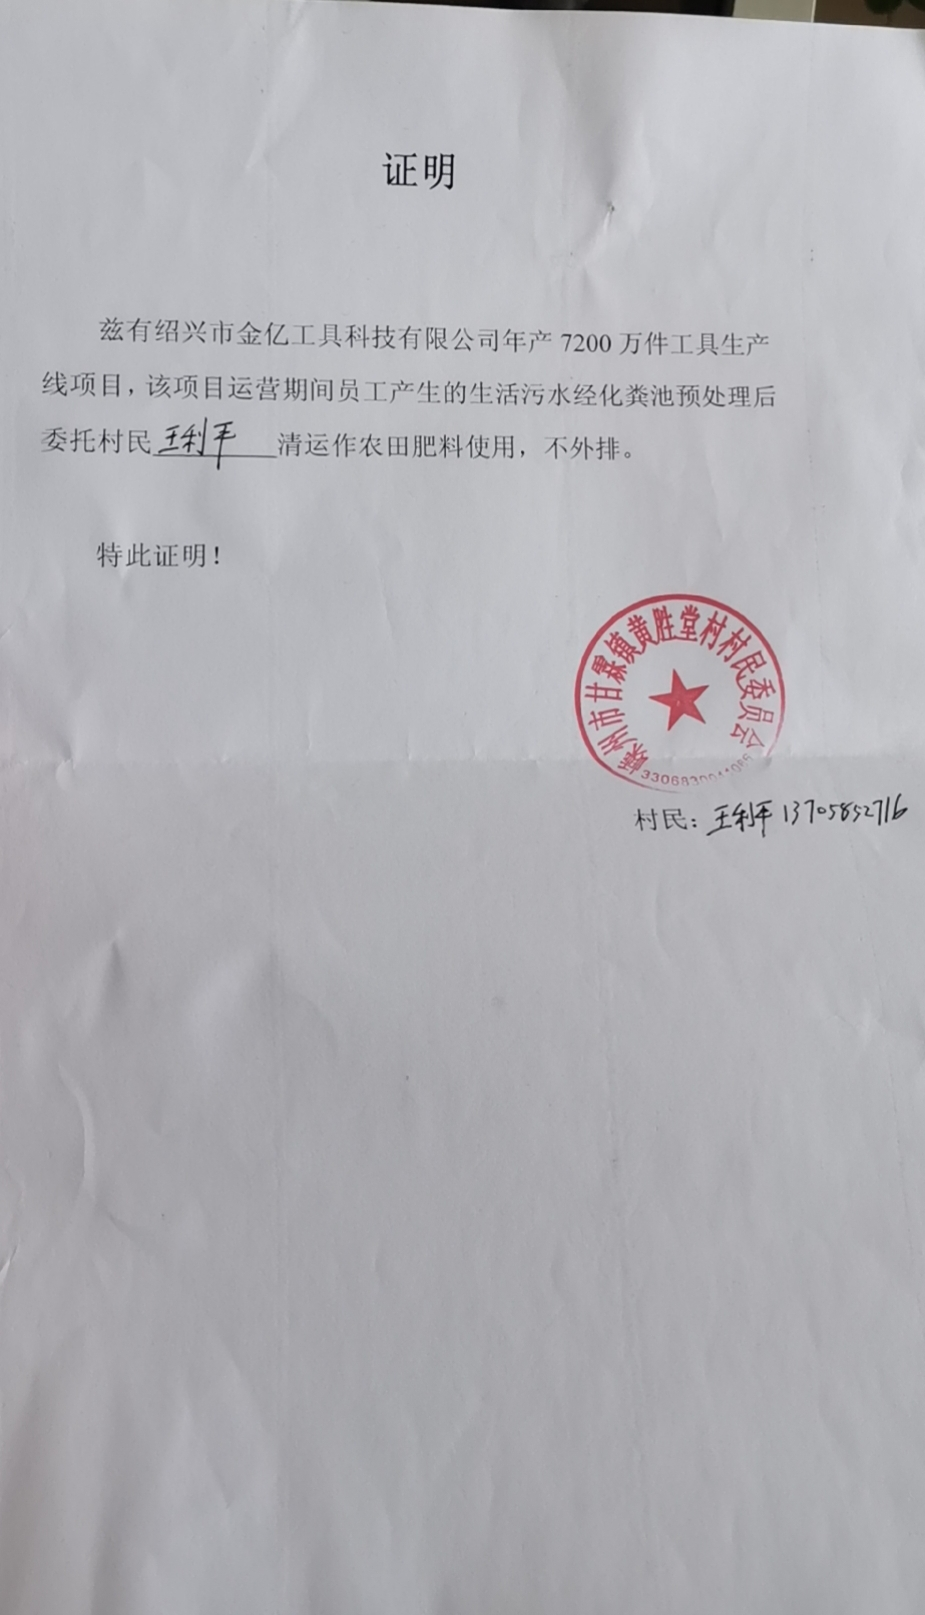 证明
兹有绍兴市金亿工具科技有限公司年产 7200 万件工具生产
线项目，该项目运营期间员工产生的生活污水经化粪池预处理后
委托村民王利平清运作农田肥料使用，不外排。
特此证明！
嵊州市甘霖镇黄胜堂村村民委员会
村民：王利平 13705852716